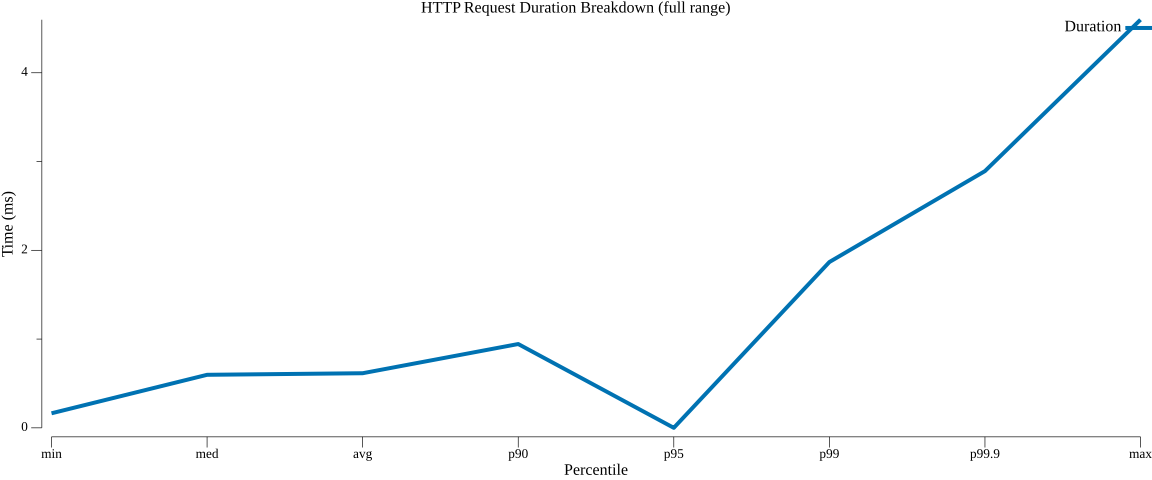 HTTP Request Duration Breakdown (full range)
Duration
4
2
0
Time (ms)
min med avg p90 p95 p99 p99.9 max
Percentile